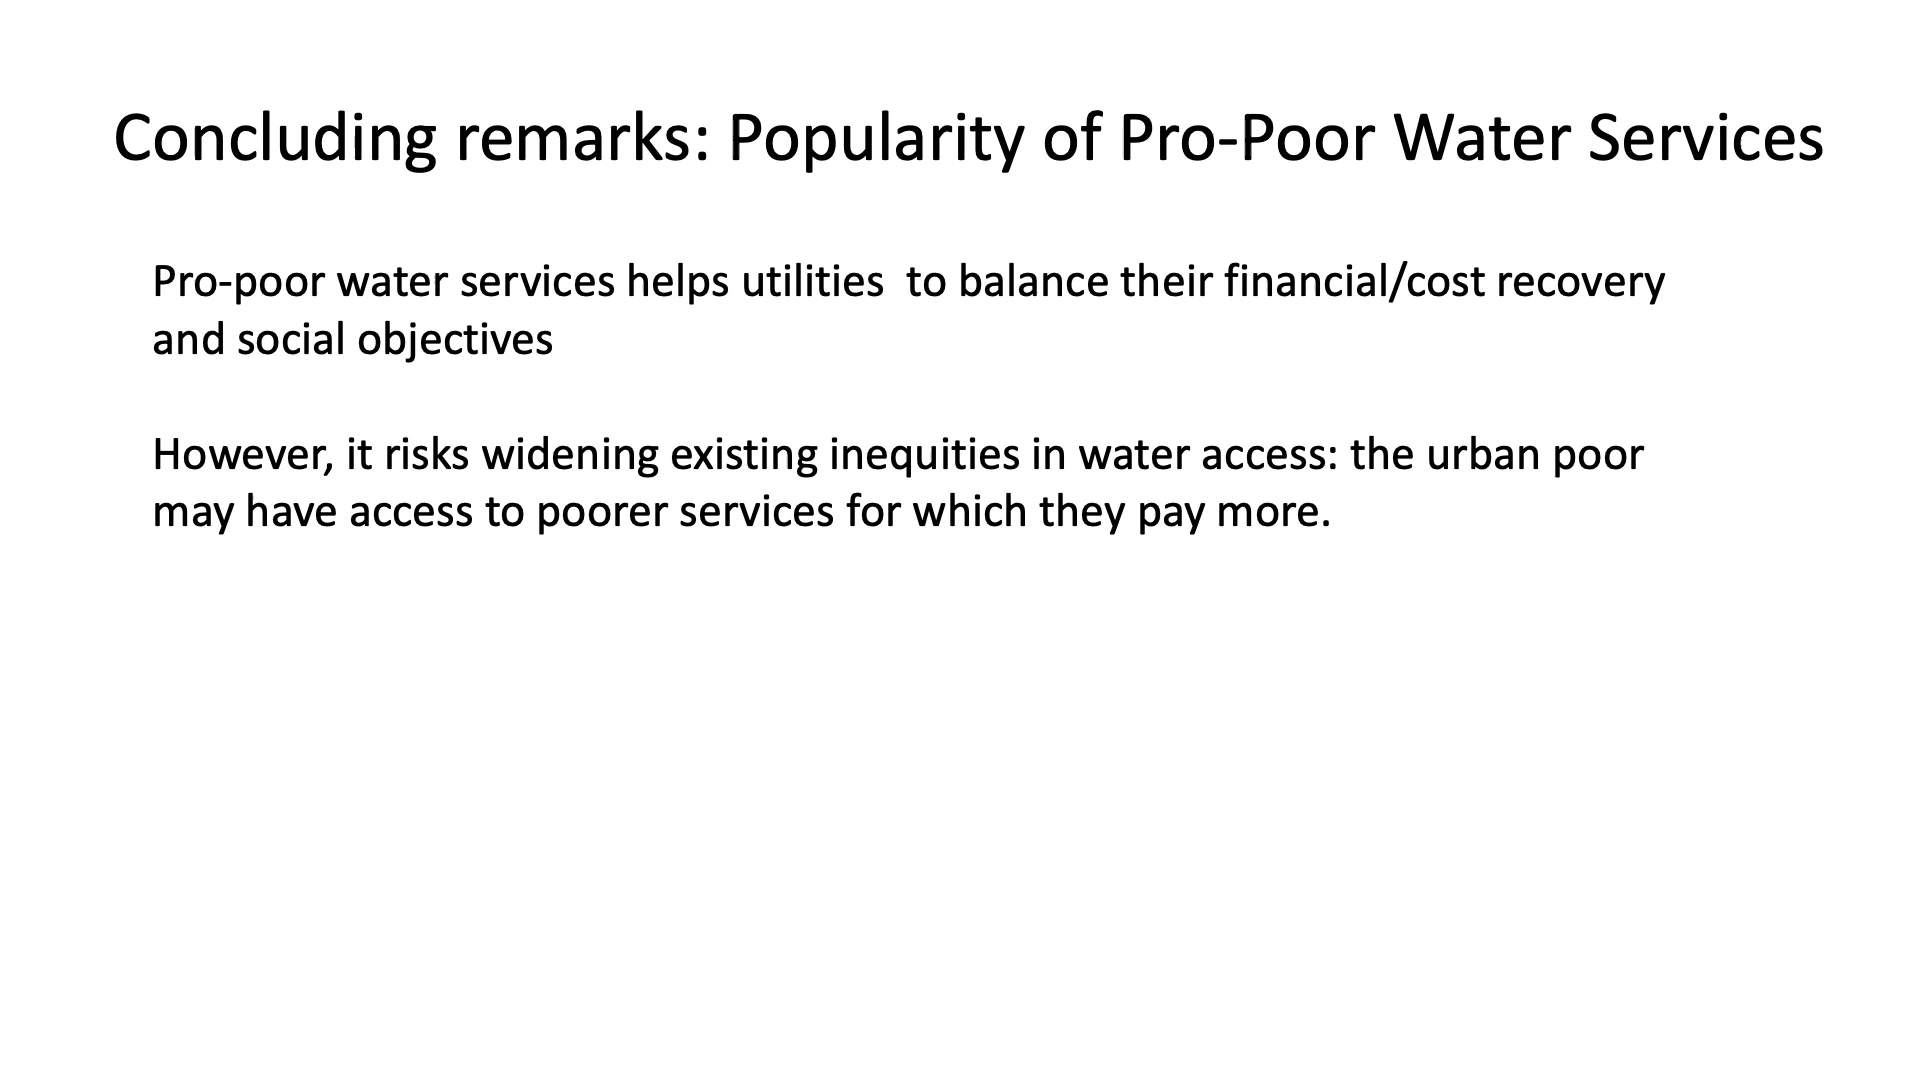 Concluding remarks: Popularity of Pro-Poor Water Services
Pro-poor water services helps utilities  to balance their financial/cost recovery
and social objectives
However, it risks widening existing inequities in water access: the urban poor
may have access to poorer services for which they pay more.